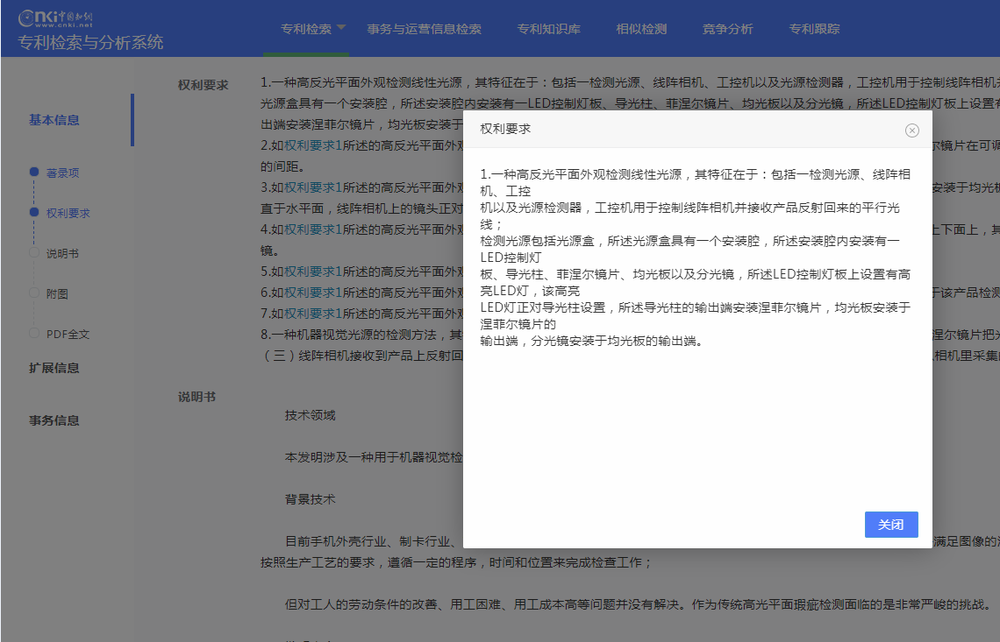 cnki中国知网
www.cnki.net
专利检索与分析系统
专利检索 事务与运营信息检索 专利知识库 相似检测 竞争分析 专利跟踪
基本信息
著录项
权利要求
说明书
附图
PDF全文
扩展信息
事务信息
权利要求
1.一种高反光平面外观检测线性光源，其特征在于：包括一检测光源、线阵相机、工控机以及光源检测器，工控机用于控制线阵相机
光源盒具有一个安装腔，所述安装腔内安装有一LED控制灯板、导光柱、菲涅尔镜片、均光板以及分光镜，所述LED控制灯板上设置
出端安装涅菲尔镜片，均光板安装于
2.如权利要求1所述的高反光平面外观 尔镜片在可调
的间距。
3.如权利要求1所述的高反光平面外观 安装于均光板
直于水平面，线阵相机上的镜头正对
4.如权利要求1所述的高反光平面外观 上下面上，其
镜。
5.如权利要求1所述的高反光平面外观
6.如权利要求1所述的高反光平面外观 于该产品检测
7.如权利要求1所述的高反光平面外观
8.一种机器视觉光源的检测方法，其 涅尔镜片把光
（三）线阵相机接收到产品上反射回 相机里采集的
说明书
技术领域
本发明涉及一种用于机器视觉检
背景技术
目前手机外壳行业、制卡行业、 满足图像的
按照生产工艺的要求，遵循一定的程序，时间和位置来完成检查工作；
但对工人的劳动条件的改善、用工困难、用工成本高等问题并没有解决。作为传统高光平面瑕疵检测面临的是非常严峻的挑战。
权利要求
1.一种高反光平面外观检测线性光源，其特征在于：包括一检测光源、线阵相
机、工控
机以及光源检测器，工控机用于控制线阵相机并接收产品反射回来的平行光
线；
检测光源包括光源盒，所述光源盒具有一个安装腔，所述安装腔内安装有一
LED控制灯
板、导光柱、菲涅尔镜片、均光板以及分光镜，所述LED控制灯板上设置有高
亮LED灯，该高亮
LED灯正对导光柱设置，所述导光柱的输出端安装涅菲尔镜片，均光板安装于
涅菲尔镜片的
输出端，分光镜安装于均光板的输出端。
关闭